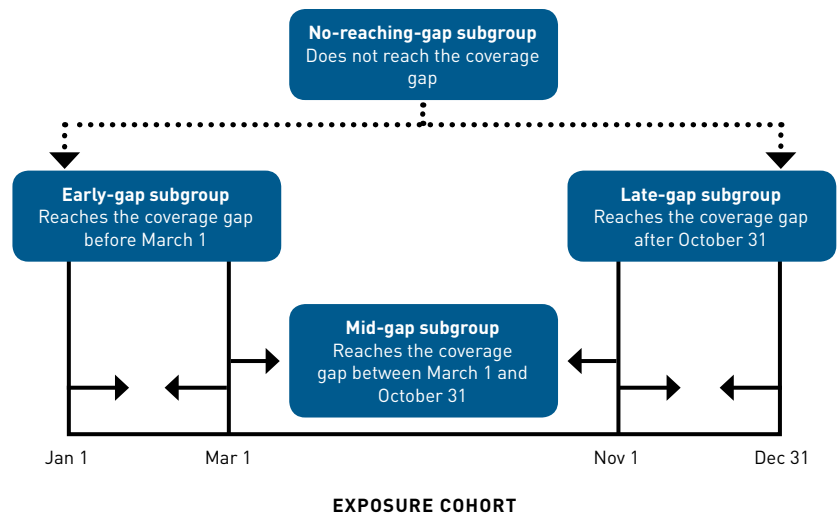 No-reaching-gap subgroup
Does not reach the coverage
gap
Early-gap subgroup
Reaches the coverage gap
before March 1
Late-gap subgroup
Reaches the coverage gap
after October 31
Mid-gap subgroup
Reaches the coverage
gap between March 1 and
October 31
Jan 1
Mar 1
Nov 1
Dec 31
EXPOSURE COHORT